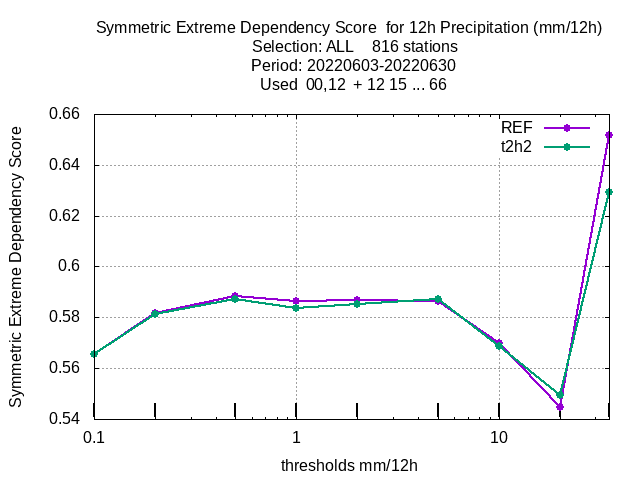 Symmetric Extreme Dependency Score  for 12h Precipitation (mm/12h)
Selection: ALL    816 stations
Period: 20220603-20220630
Used  00,12  + 12 15 ... 66
REF
t2h2
0.66
0.64
0.62
0.6
0.58
0.56
0.54
Symmetric Extreme Dependency Score
0.1
1
10
thresholds mm/12h